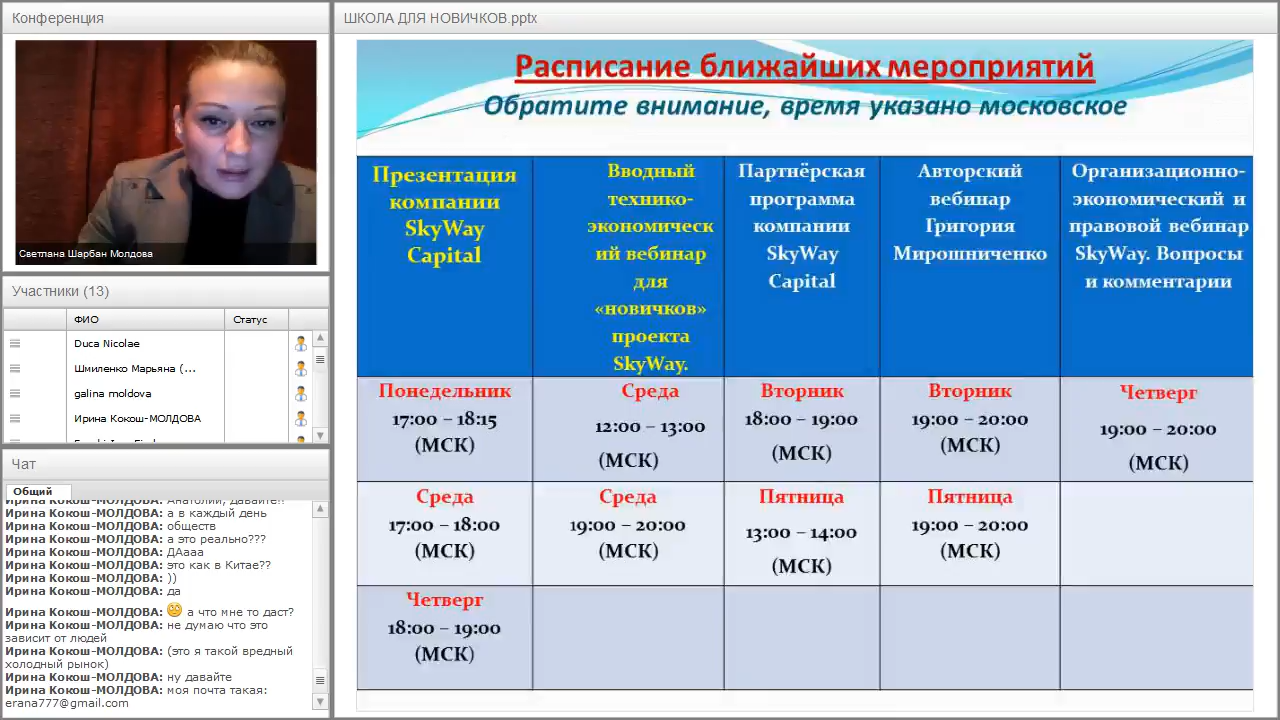 Конференция
Светлана Шарбан Молдова
Участники (13)
ФИО
Статус
Duca Nicolae
Шмиленко Марьяна (...
galina moldova
Ирина Кокош-МОЛДОВА
Чат
Общий
Ирина Кокош-МОЛДОВА: Анатолий, давайте!!
Ирина Кокош-МОЛДОВА: а в каждый день
Ирина Кокош-МОЛДОВА: обществ
Ирина Кокош-МОЛДОВА: а это реально???
Ирина Кокош-МОЛДОВА: ДАааа
Ирина Кокош-МОЛДОВА: это как в Китае??
Ирина Кокош-МОЛДОВА: ))
Ирина Кокош-МОЛДОВА: да
Ирина Кокош-МОЛДОВА: а что мне то даст?
Ирина Кокош-МОЛДОВА: не думаю что это
зависит от людей
Ирина Кокош-МОЛДОВА: (это я такой вредный
холодный рынок)
Ирина Кокош-МОЛДОВА: ну давайте
Ирина Кокош-МОЛДОВА: моя почта такая:
erana777@gmail.com
ШКОЛА ДЛЯ НОВИЧКОВ.pptx
Расписание ближайших мероприятий
Обратите внимание, время указано московское
Презентация
компании
SkyWay
Capital
Вводный
технико-
экономическ
ий вебинар
для
«новичков»
проекта
SkyWay.
Партнёрская
программа
компании
SkyWay
Capital
Авторский
вебинар
Григория
Мирошниченко
Организационно-
экономический и
правовой вебинар
SkyWay. Вопросы
и комментарии
Понедельник
17:00 – 18:15
(МСК)
Среда
12:00 – 13:00
(МСК)
Вторник
18:00 – 19:00
(МСК)
Вторник
19:00 – 20:00
(МСК)
Четверг
19:00 – 20:00
(МСК)
Среда
17:00 – 18:00
(МСК)
Среда
19:00 – 20:00
(МСК)
Пятница
13:00 – 14:00
(МСК)
Пятница
19:00 – 20:00
(МСК)
Четверг
18:00 – 19:00
(МСК)